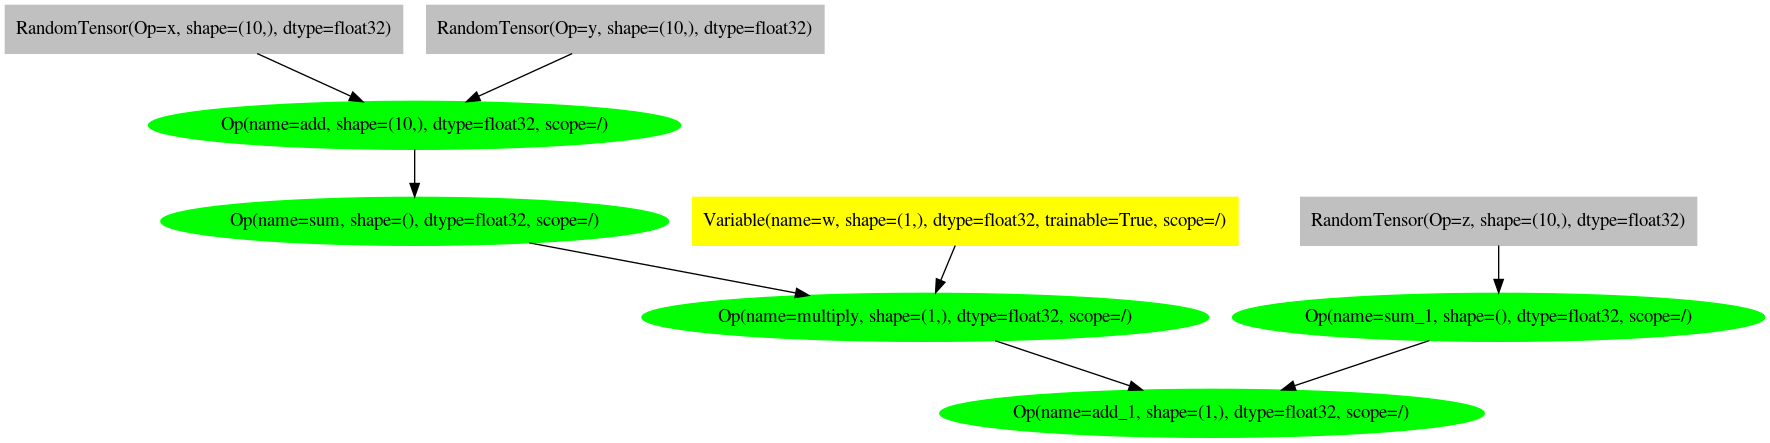 RandomTensor(Op=x, shape=(10,), dtype=float32)
RandomTensor(Op=y, shape=(10,), dtype=float32)
Op(name=add, shape=(10,), dtype=float32, scope=/)
Op(name=sum, shape=(), dtype=float32, scope=/)
Variable(name=w, shape=(1,), dtype=float32, trainable=True, scope=/)
RandomTensor(Op=z, shape=(10,), dtype=float32)
Op(name=multiply, shape=(1,), dtype=float32, scope=/)
Op(name=sum_1, shape=(), dtype=float32, scope=/)
Op(name=add_1, shape=(1,), dtype=float32, scope=/)